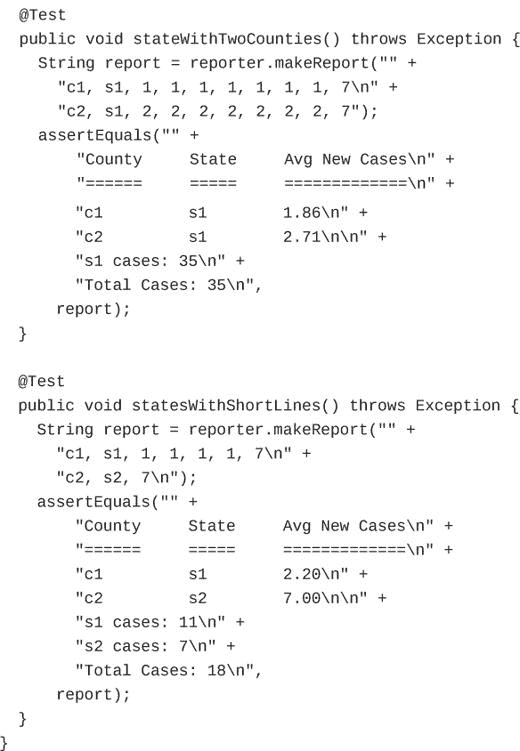 @Test
public void stateWithTwoCounties() throws Exception {
String report = reporter.makeReport("" +
"c1, s1, 1, 1, 1, 1, 1, 1, 1, 7\n" +
"c2, s1, 2, 2, 2, 2, 2, 2, 2, 7");
assertEquals("" +
"County     State     Avg New Cases\n" +
"======     =====     =============\n" +
"c1         s1        1.86\n" +
"c2         s1        2.71\n\n" +
"s1 cases: 35\n" +
"Total Cases: 35\n",
report);
}
@Test
public void statesWithShortLines() throws Exception {
String report = reporter.makeReport("" +
"c1, s1, 1, 1, 1, 1, 7\n" +
"c2, s2, 7\n");
assertEquals("" +
"County     State     Avg New Cases\n" +
"======     =====     =============\n" +
"c1         s1        2.20\n" +
"c2         s2        7.00\n\n" +
"s1 cases: 11\n" +
"s2 cases: 7\n" +
"Total Cases: 18\n",
report);
}
}